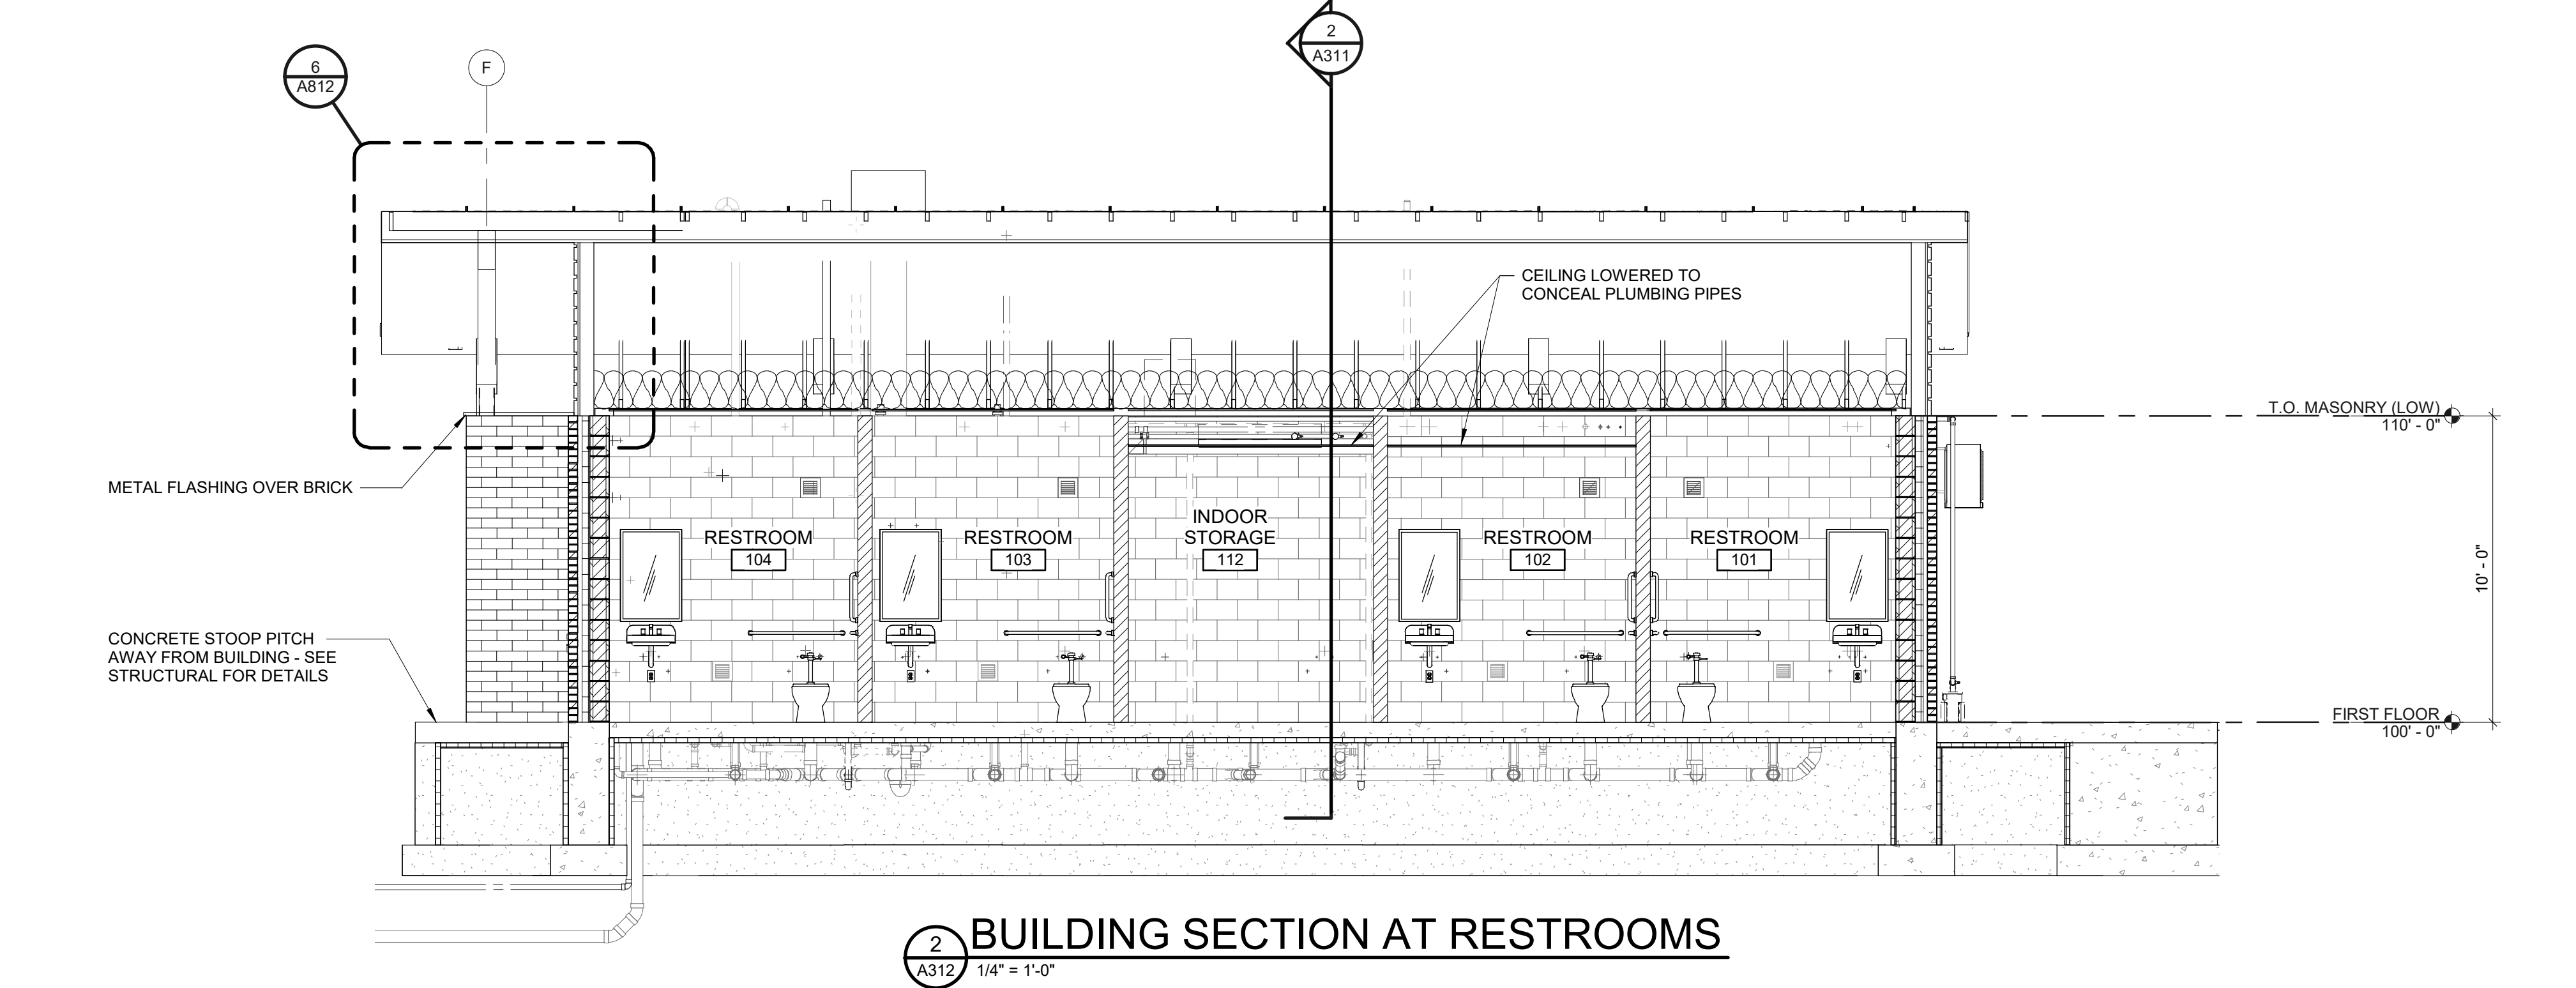 6
A812
F
2
A311
CEILING LOWERED TO
CONCEAL PLUMBING PIPES
T.O. MASONRY (LOW)
110' - 0"
METAL FLASHING OVER BRICK
RESTROOM
104
RESTROOM
103
INDOOR
STORAGE
112
RESTROOM
102
RESTROOM
101
10' - 0"
CONCRETE STOOP PITCH
AWAY FROM BUILDING - SEE
STRUCTURAL FOR DETAILS
FIRST FLOOR
100' - 0"
2
A312
BUILDING SECTION AT RESTROOMS
1/4" = 1'-0"